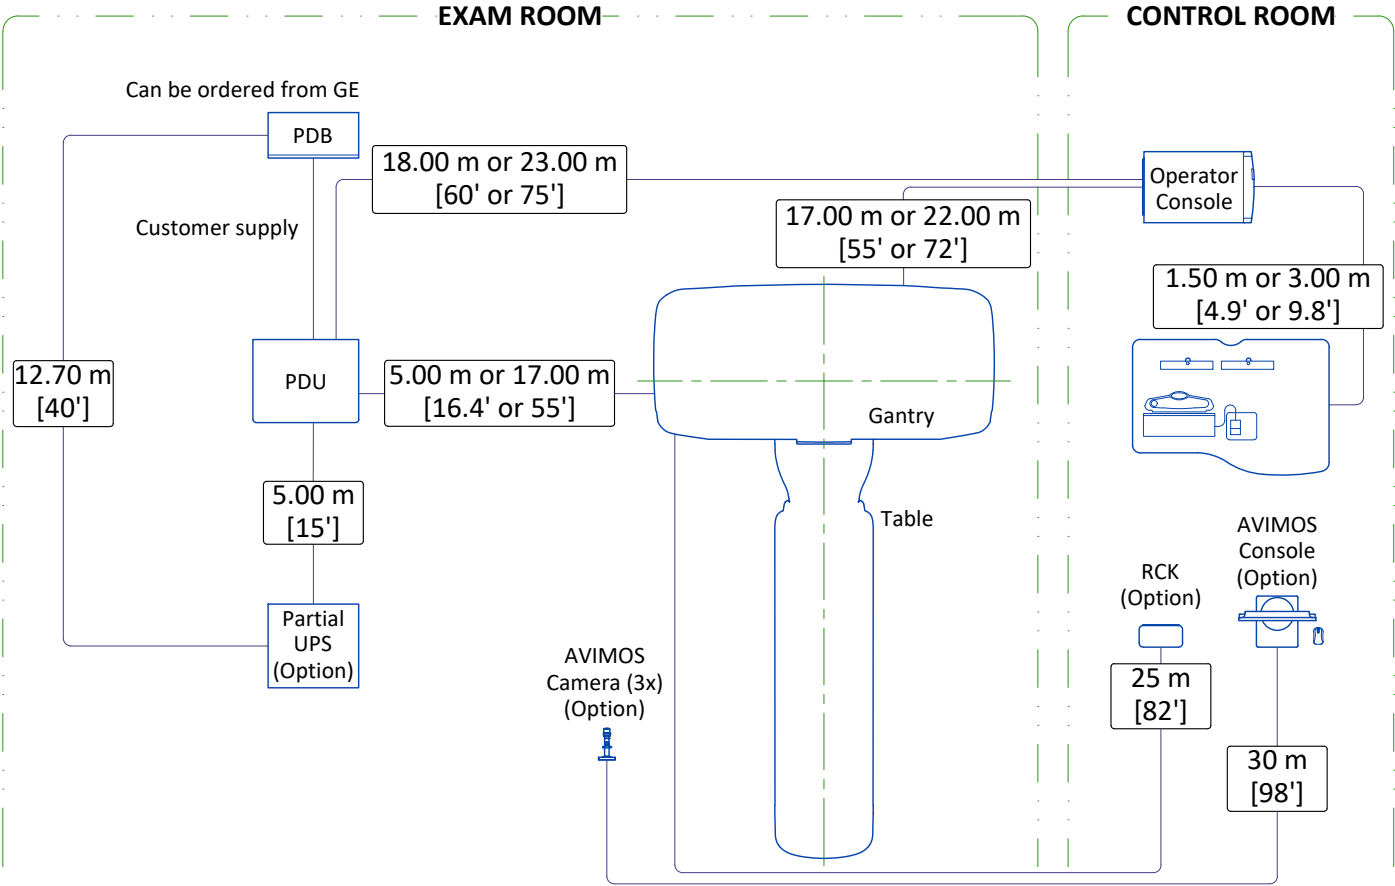 EXAM ROOM
CONTROL ROOM
Can be ordered from GE
PDB
18.00 m or 23.00 m
[60' or 75']
Operator
Console
Customer supply
17.00 m or 22.00 m
[55' or 72']
1.50 m or 3.00 m
[4.9' or 9.8']
12.70 m
[40']
PDU
5.00 m or 17.00 m
[16.4' or 55']
Gantry
5.00 m
[15']
Table
AVIMOS
Console
(Option)
RCK
(Option)
Partial
UPS
(Option)
AVIMOS
Camera (3x)
(Option)
25 m
[82']
30 m
[98']